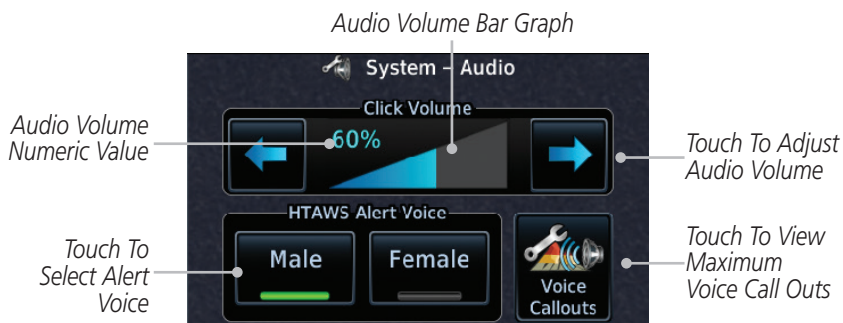 Audio Volume Bar Graph
System – Audio
Click Volume
Audio Volume
Numeric Value
60%
Touch To Adjust
Audio Volume
HTAWS Alert Voice
Touch To
Select Alert
Voice
Male
Female
Voice
Callouts
Touch To View
Maximum
Voice Call Outs